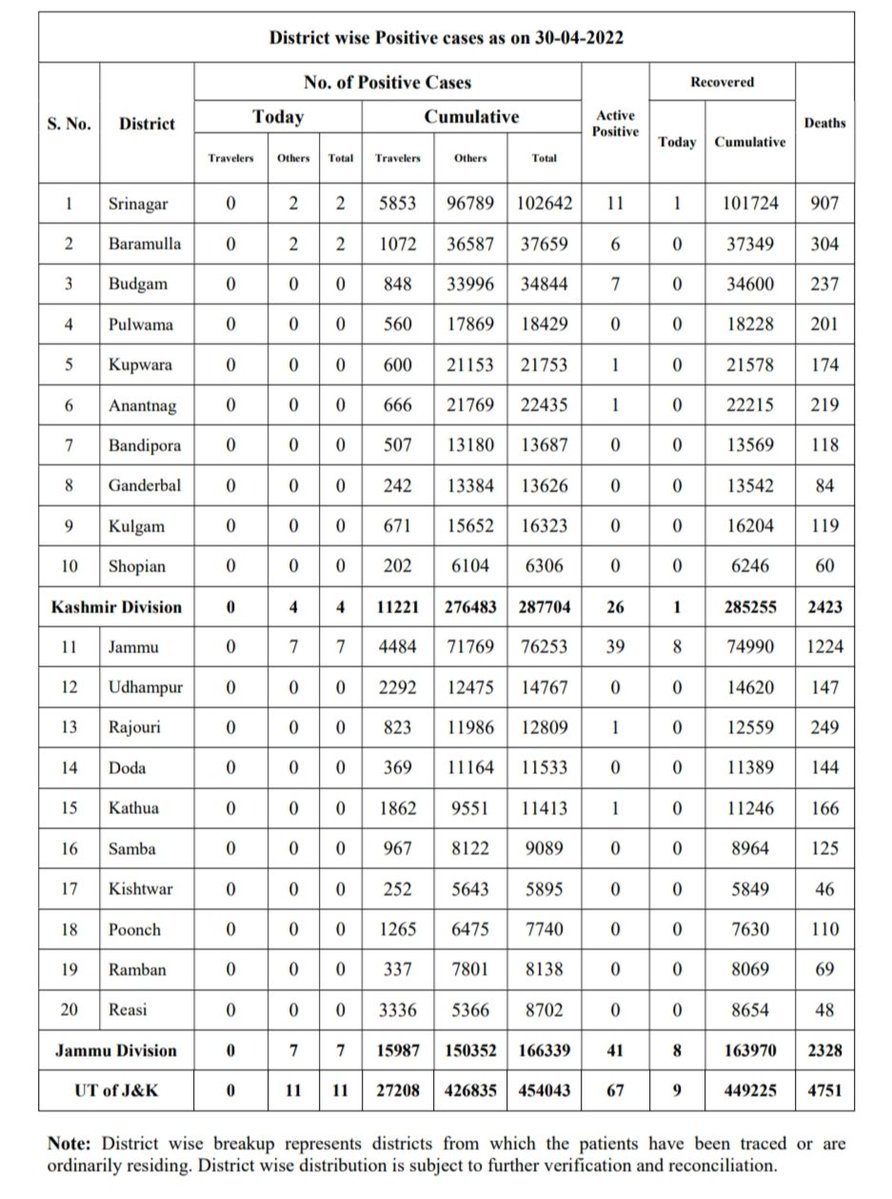 District wise Positive cases as on 30-04-2022
S. No. District No. of Positive Cases Active Positive Recovered Deaths
Today Cumulative Today Cumulative
Travelers Others Total Travelers Others Total
1 Srinagar 0 2 2 5853 96789 102642 11 1 101724 907
2 Baramulla 0 2 2 1072 36587 37659 6 0 37349 304
3 Budgam 0 0 0 848 33996 34844 7 0 34600 237
4 Pulwama 0 0 0 560 17869 18429 0 0 18228 201
5 Kupwara 0 0 0 600 21153 21753 1 0 21578 174
6 Anantnag 0 0 0 666 21769 22435 1 0 22215 219
7 Bandipora 0 0 0 507 13180 13687 0 0 13569 118
8 Ganderbal 0 0 0 242 13384 13626 0 0 13542 84
9 Kulgam 0 0 0 671 15652 16323 0 0 16204 119
10 Shopian 0 0 0 202 6104 6306 0 0 6246 60
Kashmir Division 0 4 4 11221 276483 287704 26 1 285255 2423
11 Jammu 0 7 7 4484 71769 76253 39 8 74990 1224
12 Udhampur 0 0 0 2292 12475 14767 0 0 14620 147
13 Rajouri 0 0 0 823 11986 12809 1 0 12559 249
14 Doda 0 0 0 369 11164 11533 0 0 11389 144
15 Kathua 0 0 0 1862 9551 11413 1 0 11246 166
16 Samba 0 0 0 967 8122 9089 0 0 8964 125
17 Kishtwar 0 0 0 252 5643 5895 0 0 5849 46
18 Poonch 0 0 0 1265 6475 7740 0 0 7630 110
19 Ramban 0 0 0 337 7801 8138 0 0 8069 69
20 Reasi 0 0 0 3336 5366 8702 0 0 8654 48
Jammu Division 0 7 7 15987 150352 166339 41 8 163970 2328
UT of J&K 0 11 11 27208 426835 454043 67 9 449225 4751
Note: District wise breakup represents districts from which the patients have been traced or are
ordinarily residing. District wise distribution is subject to further verification and reconciliation.